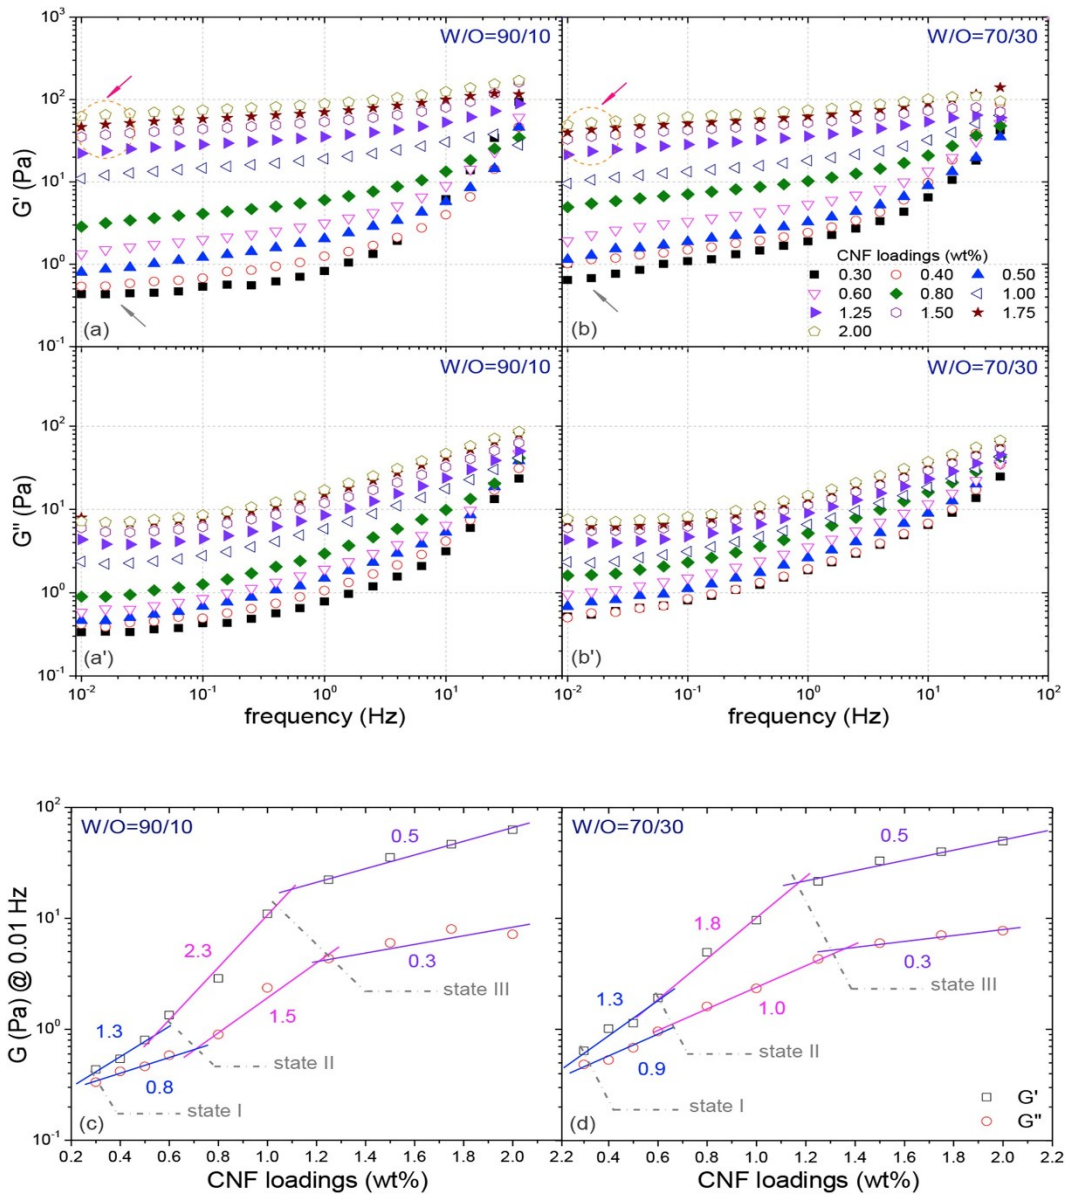 W/O=90/10
W/O=70/30
10³
10²
10¹
10⁰
10⁻¹
G' (Pa)
(a)
(b)
CNF loadings (wt%)
0.30 0.40 0.50
0.60 0.80 1.00
1.25 1.50 1.75
2.00
W/O=90/10
W/O=70/30
10²
10¹
10⁰
10⁻¹
G" (Pa)
(a')
(b')
10⁻² 10⁻¹ 10⁰ 10¹ 10⁻² 10⁻¹ 10⁰ 10¹ 10²
frequency (Hz)
frequency (Hz)
10²
10¹
10⁰
10⁻¹
G (Pa) @ 0.01 Hz
W/O=90/10
0.5
2.3
0.3
1.3
1.5
0.8
state III
state II
state I
(c)
W/O=70/30
0.5
1.8
0.3
1.3
1.0
0.9
state III
state II
state I
G'
G"
(d)
0.2 0.4 0.6 0.8 1.0 1.2 1.4 1.6 1.8 2.0 0.2 0.4 0.6 0.8 1.0 1.2 1.4 1.6 1.8 2.0 2.2
CNF loadings (wt%)
CNF loadings (wt%)